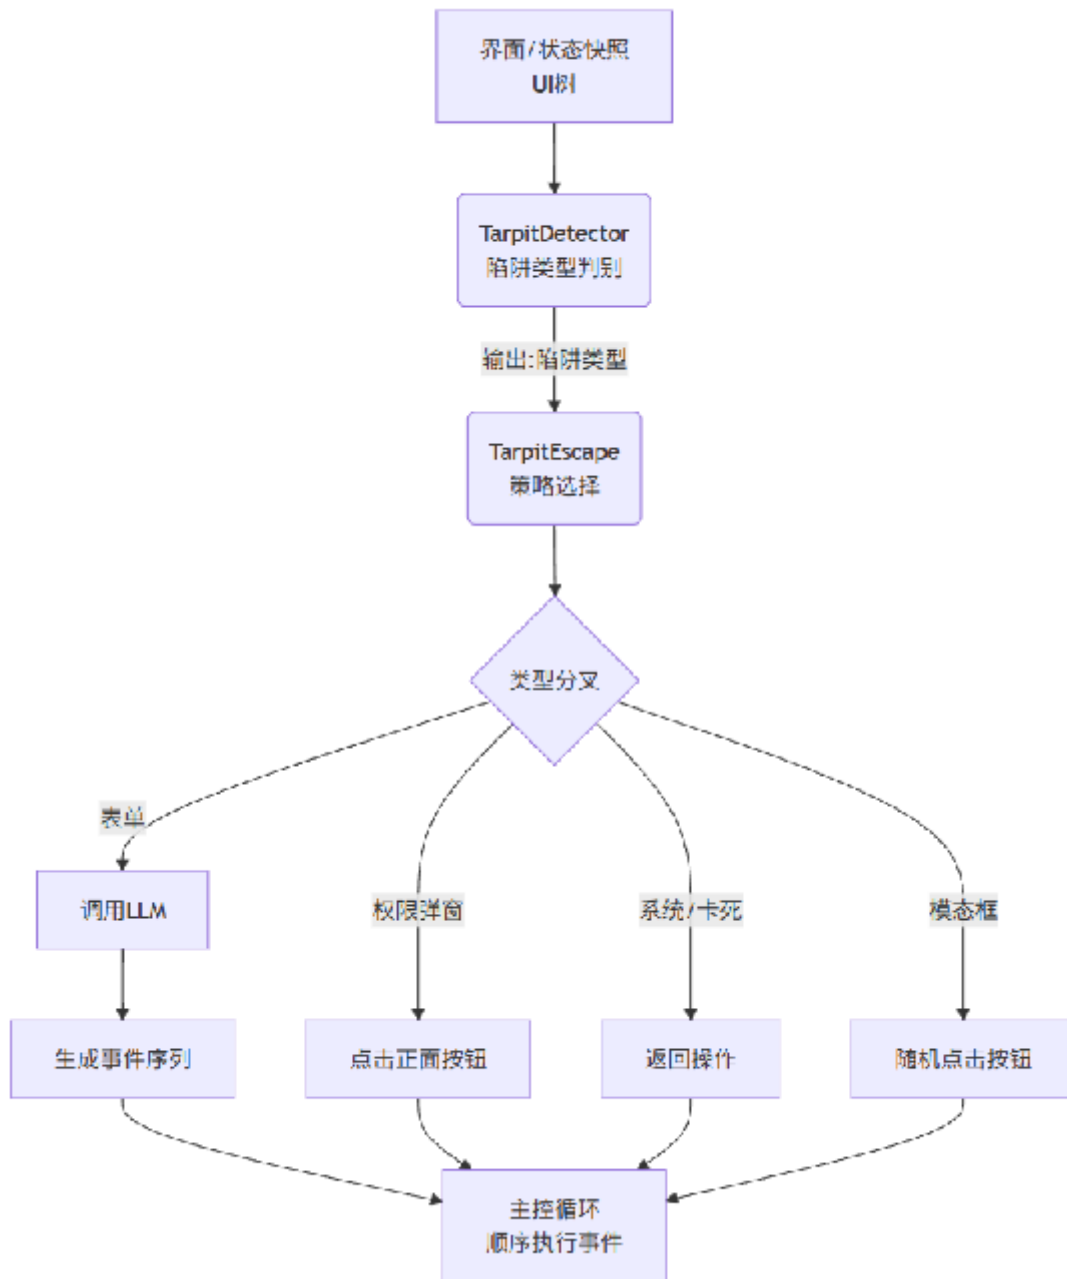 界面/状态快照
UI树
TarpitDetector
陷阱类型判别
输出:陷阱类型
TarpitEscape
策略选择
类型分叉
表单
调用LLM
权限弹窗
系统/卡死
模态框
生成事件序列
点击正面按钮
返回操作
随机点击按钮
主控循环
顺序执行事件